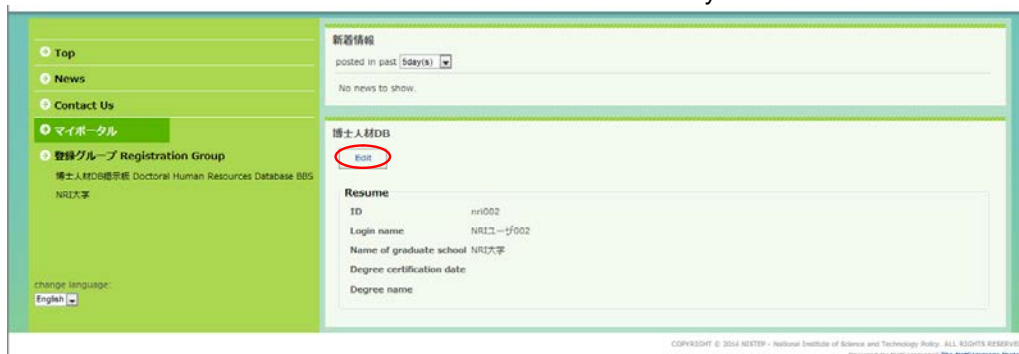 Top
News
Contact Us
マイポータル
登録グループ Registration Group
博士人材DB掲示板 Doctoral Human Resources Database BBS
NRI大学
change language:
English
新着情報
posted in past 5day(s)
No news to show.
博士人材DB
Edit
Resume
ID nri002
Login name NRIユーザ002
Name of graduate school NRI大学
Degree certification date
Degree name
COPYRIGHT © 2014 NISTEP - National Institute of Science and Technology Policy. ALL RIGHTS RESERVED